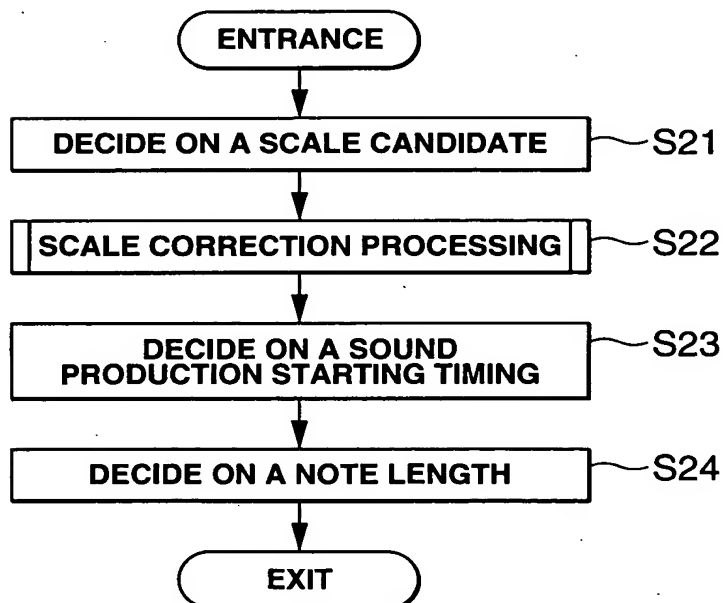 ENTRANCE
DECIDE ON A SCALE CANDIDATE
S21
SCALE CORRECTION PROCESSING
S22
DECIDE ON A SOUND
PRODUCTION STARTING TIMING
S23
DECIDE ON A NOTE LENGTH
S24
EXIT